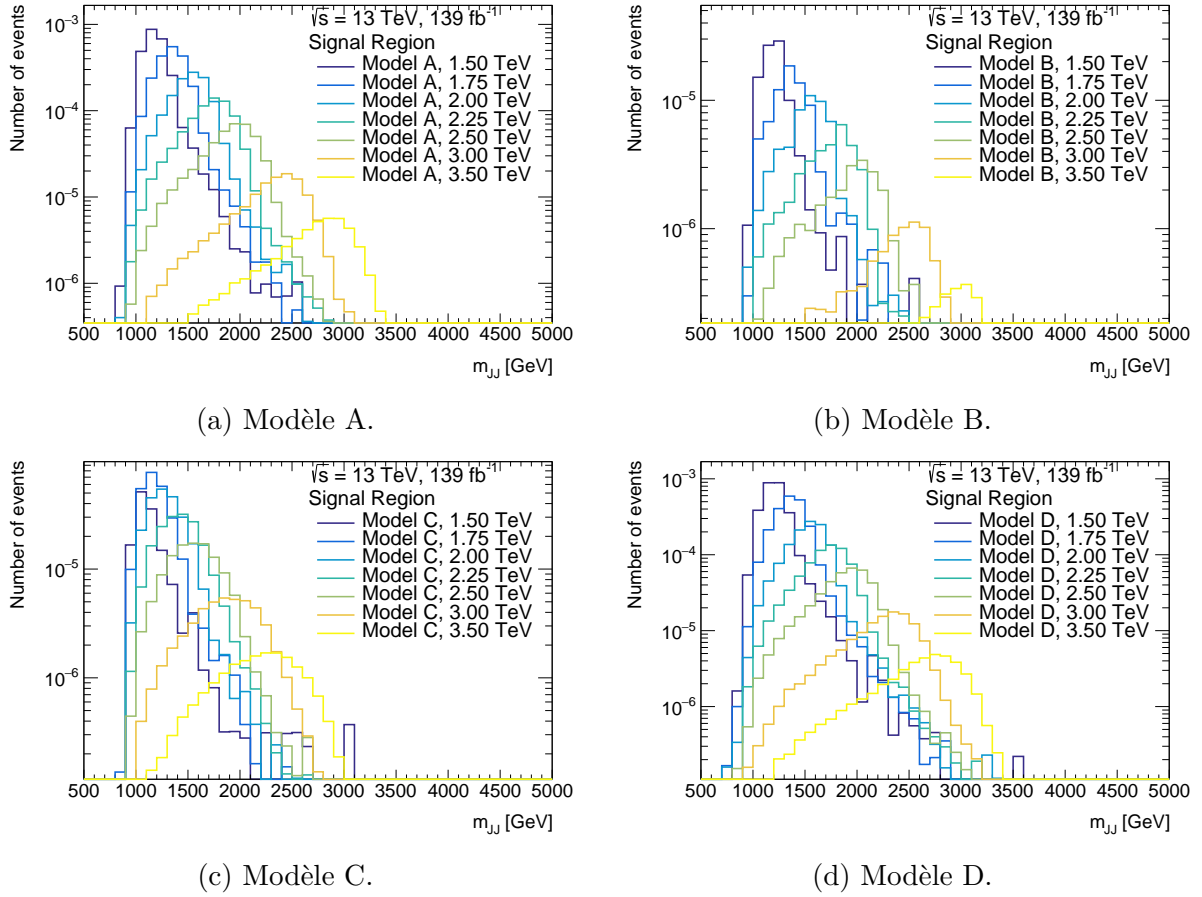 Number of events
10⁻³
10⁻⁴
10⁻⁵
10⁻⁶
√s = 13 TeV, 139 fb⁻¹
Signal Region
Model A, 1.50 TeV
Model A, 1.75 TeV
Model A, 2.00 TeV
Model A, 2.25 TeV
Model A, 2.50 TeV
Model A, 3.00 TeV
Model A, 3.50 TeV
500 1000 1500 2000 2500 3000 3500 4000 4500 5000
m_JJ [GeV]
(a) Modèle A.
Number of events
10⁻⁵
10⁻⁶
√s = 13 TeV, 139 fb⁻¹
Signal Region
Model B, 1.50 TeV
Model B, 1.75 TeV
Model B, 2.00 TeV
Model B, 2.25 TeV
Model B, 2.50 TeV
Model B, 3.00 TeV
Model B, 3.50 TeV
500 1000 1500 2000 2500 3000 3500 4000 4500 5000
m_JJ [GeV]
(b) Modèle B.
Number of events
10⁻⁵
10⁻⁶
√s = 13 TeV, 139 fb⁻¹
Signal Region
Model C, 1.50 TeV
Model C, 1.75 TeV
Model C, 2.00 TeV
Model C, 2.25 TeV
Model C, 2.50 TeV
Model C, 3.00 TeV
Model C, 3.50 TeV
500 1000 1500 2000 2500 3000 3500 4000 4500 5000
m_JJ [GeV]
(c) Modèle C.
Number of events
10⁻³
10⁻⁴
10⁻⁵
10⁻⁶
√s = 13 TeV, 139 fb⁻¹
Signal Region
Model D, 1.50 TeV
Model D, 1.75 TeV
Model D, 2.00 TeV
Model D, 2.25 TeV
Model D, 2.50 TeV
Model D, 3.00 TeV
Model D, 3.50 TeV
500 1000 1500 2000 2500 3000 3500 4000 4500 5000
m_JJ [GeV]
(d) Modèle D.